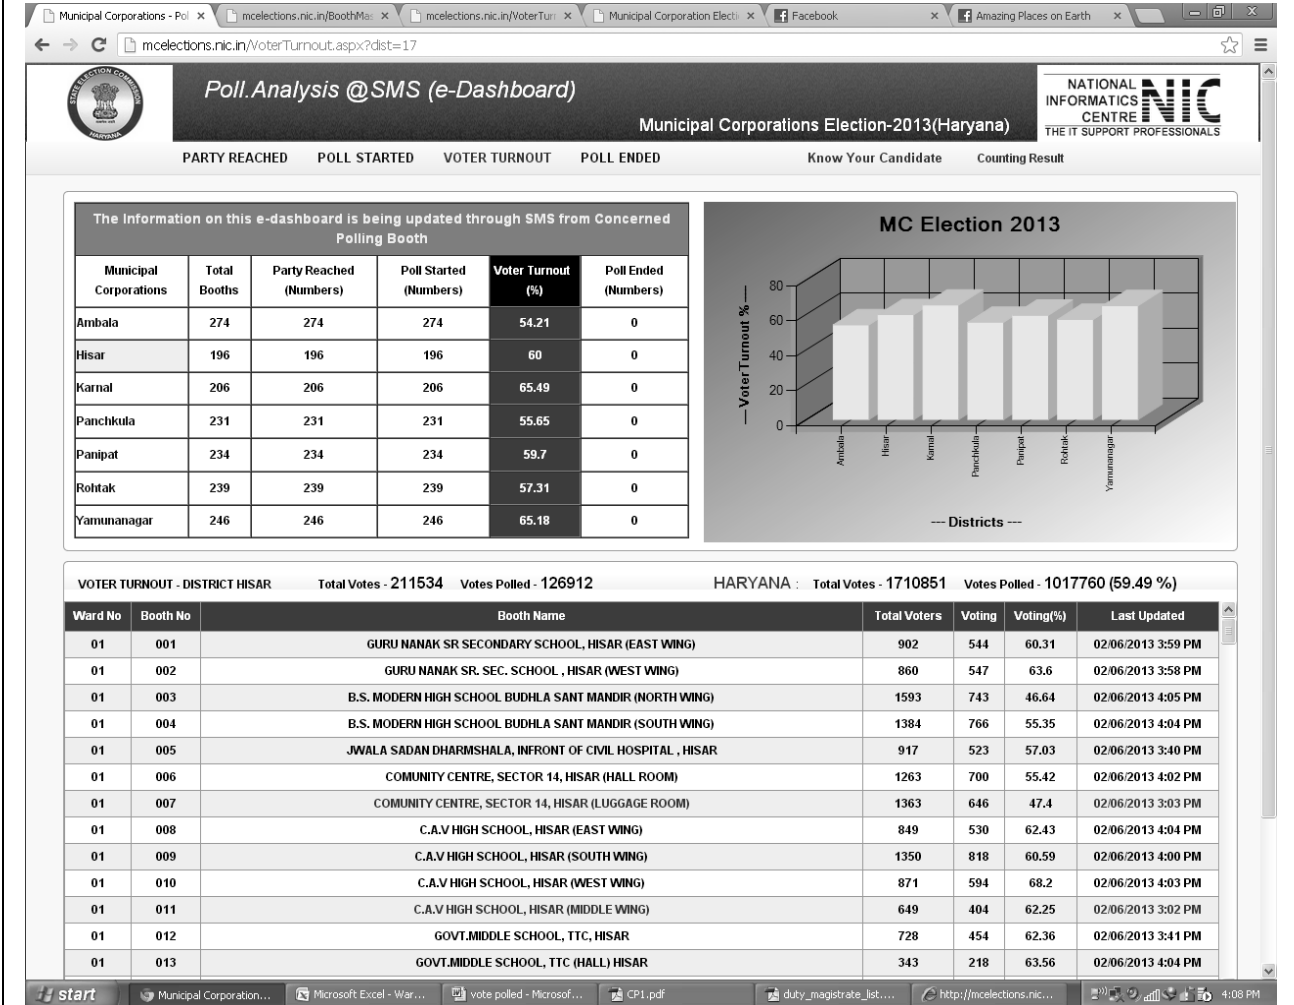 Municipal Corporations - Pol
mcelections.nic.in/BoothMas
mcelections.nic.in/VoterTurn
Municipal Corporation Electi
Facebook
Amazing Places on Earth
mcelections.nic.in/VoterTurnout.aspx?dist=17
STATE ELECTION COMMISSION
HARYANA
Poll.Analysis @SMS (e-Dashboard)
Municipal Corporations Election-2013(Haryana)
NATIONAL
INFORMATICS
CENTRE
NIC
THE IT SUPPORT PROFESSIONALS
PARTY REACHED POLL STARTED VOTER TURNOUT POLL ENDED Know Your Candidate Counting Result
The Information on this e-dashboard is being updated through SMS from Concerned
Polling Booth
Municipal Corporations Total Booths Party Reached (Numbers) Poll Started (Numbers) Voter Turnout (%) Poll Ended (Numbers)
Ambala 274 274 274 54.21 0
Hisar 196 196 196 60 0
Karnal 206 206 206 65.49 0
Panchkula 231 231 231 55.65 0
Panipat 234 234 234 59.7 0
Rohtak 239 239 239 57.31 0
Yamunanagar 246 246 246 65.18 0
MC Election 2013
---VoterTurnout %---
80
60
40
20
0
Ambala
Hisar
Karnal
Panchkula
Panipat
Rohtak
Yamunanagar
--- Districts ---
VOTER TURNOUT - DISTRICT HISAR Total Votes - 211534 Votes Polled - 126912 HARYANA : Total Votes - 1710851 Votes Polled - 1017760 (59.49 %)
Ward No Booth No Booth Name Total Voters Voting Voting(%) Last Updated
01 001 GURU NANAK SR SECONDARY SCHOOL, HISAR (EAST WING) 902 544 60.31 02/06/2013 3:59 PM
01 002 GURU NANAK SR. SEC. SCHOOL , HISAR (WEST WING) 860 547 63.6 02/06/2013 3:58 PM
01 003 B.S. MODERN HIGH SCHOOL BUDHLA SANT MANDIR (NORTH WING) 1593 743 46.64 02/06/2013 4:05 PM
01 004 B.S. MODERN HIGH SCHOOL BUDHLA SANT MANDIR (SOUTH WING) 1384 766 55.35 02/06/2013 4:04 PM
01 005 JWALA SADAN DHARMSHALA, INFRONT OF CIVIL HOSPITAL , HISAR 917 523 57.03 02/06/2013 3:40 PM
01 006 COMUNITY CENTRE, SECTOR 14, HISAR (HALL ROOM) 1263 700 55.42 02/06/2013 4:02 PM
01 007 COMUNITY CENTRE, SECTOR 14, HISAR (LUGGAGE ROOM) 1363 646 47.4 02/06/2013 3:03 PM
01 008 C.A.V HIGH SCHOOL, HISAR (EAST WING) 849 530 62.43 02/06/2013 4:04 PM
01 009 C.A.V HIGH SCHOOL, HISAR (SOUTH WING) 1350 818 60.59 02/06/2013 4:00 PM
01 010 C.A.V HIGH SCHOOL, HISAR (WEST WING) 871 594 68.2 02/06/2013 4:03 PM
01 011 C.A.V HIGH SCHOOL, HISAR (MIDDLE WING) 649 404 62.25 02/06/2013 3:02 PM
01 012 GOVT.MIDDLE SCHOOL, TTC, HISAR 728 454 62.36 02/06/2013 3:41 PM
01 013 GOVT.MIDDLE SCHOOL, TTC (HALL) HISAR 343 218 63.56 02/06/2013 4:04 PM
start Municipal Corporation... Microsoft Excel - War... vote polled - Microsof... CP1.pdf duty_magistrate_list.... http://mcelections.nic... 4:08 PM